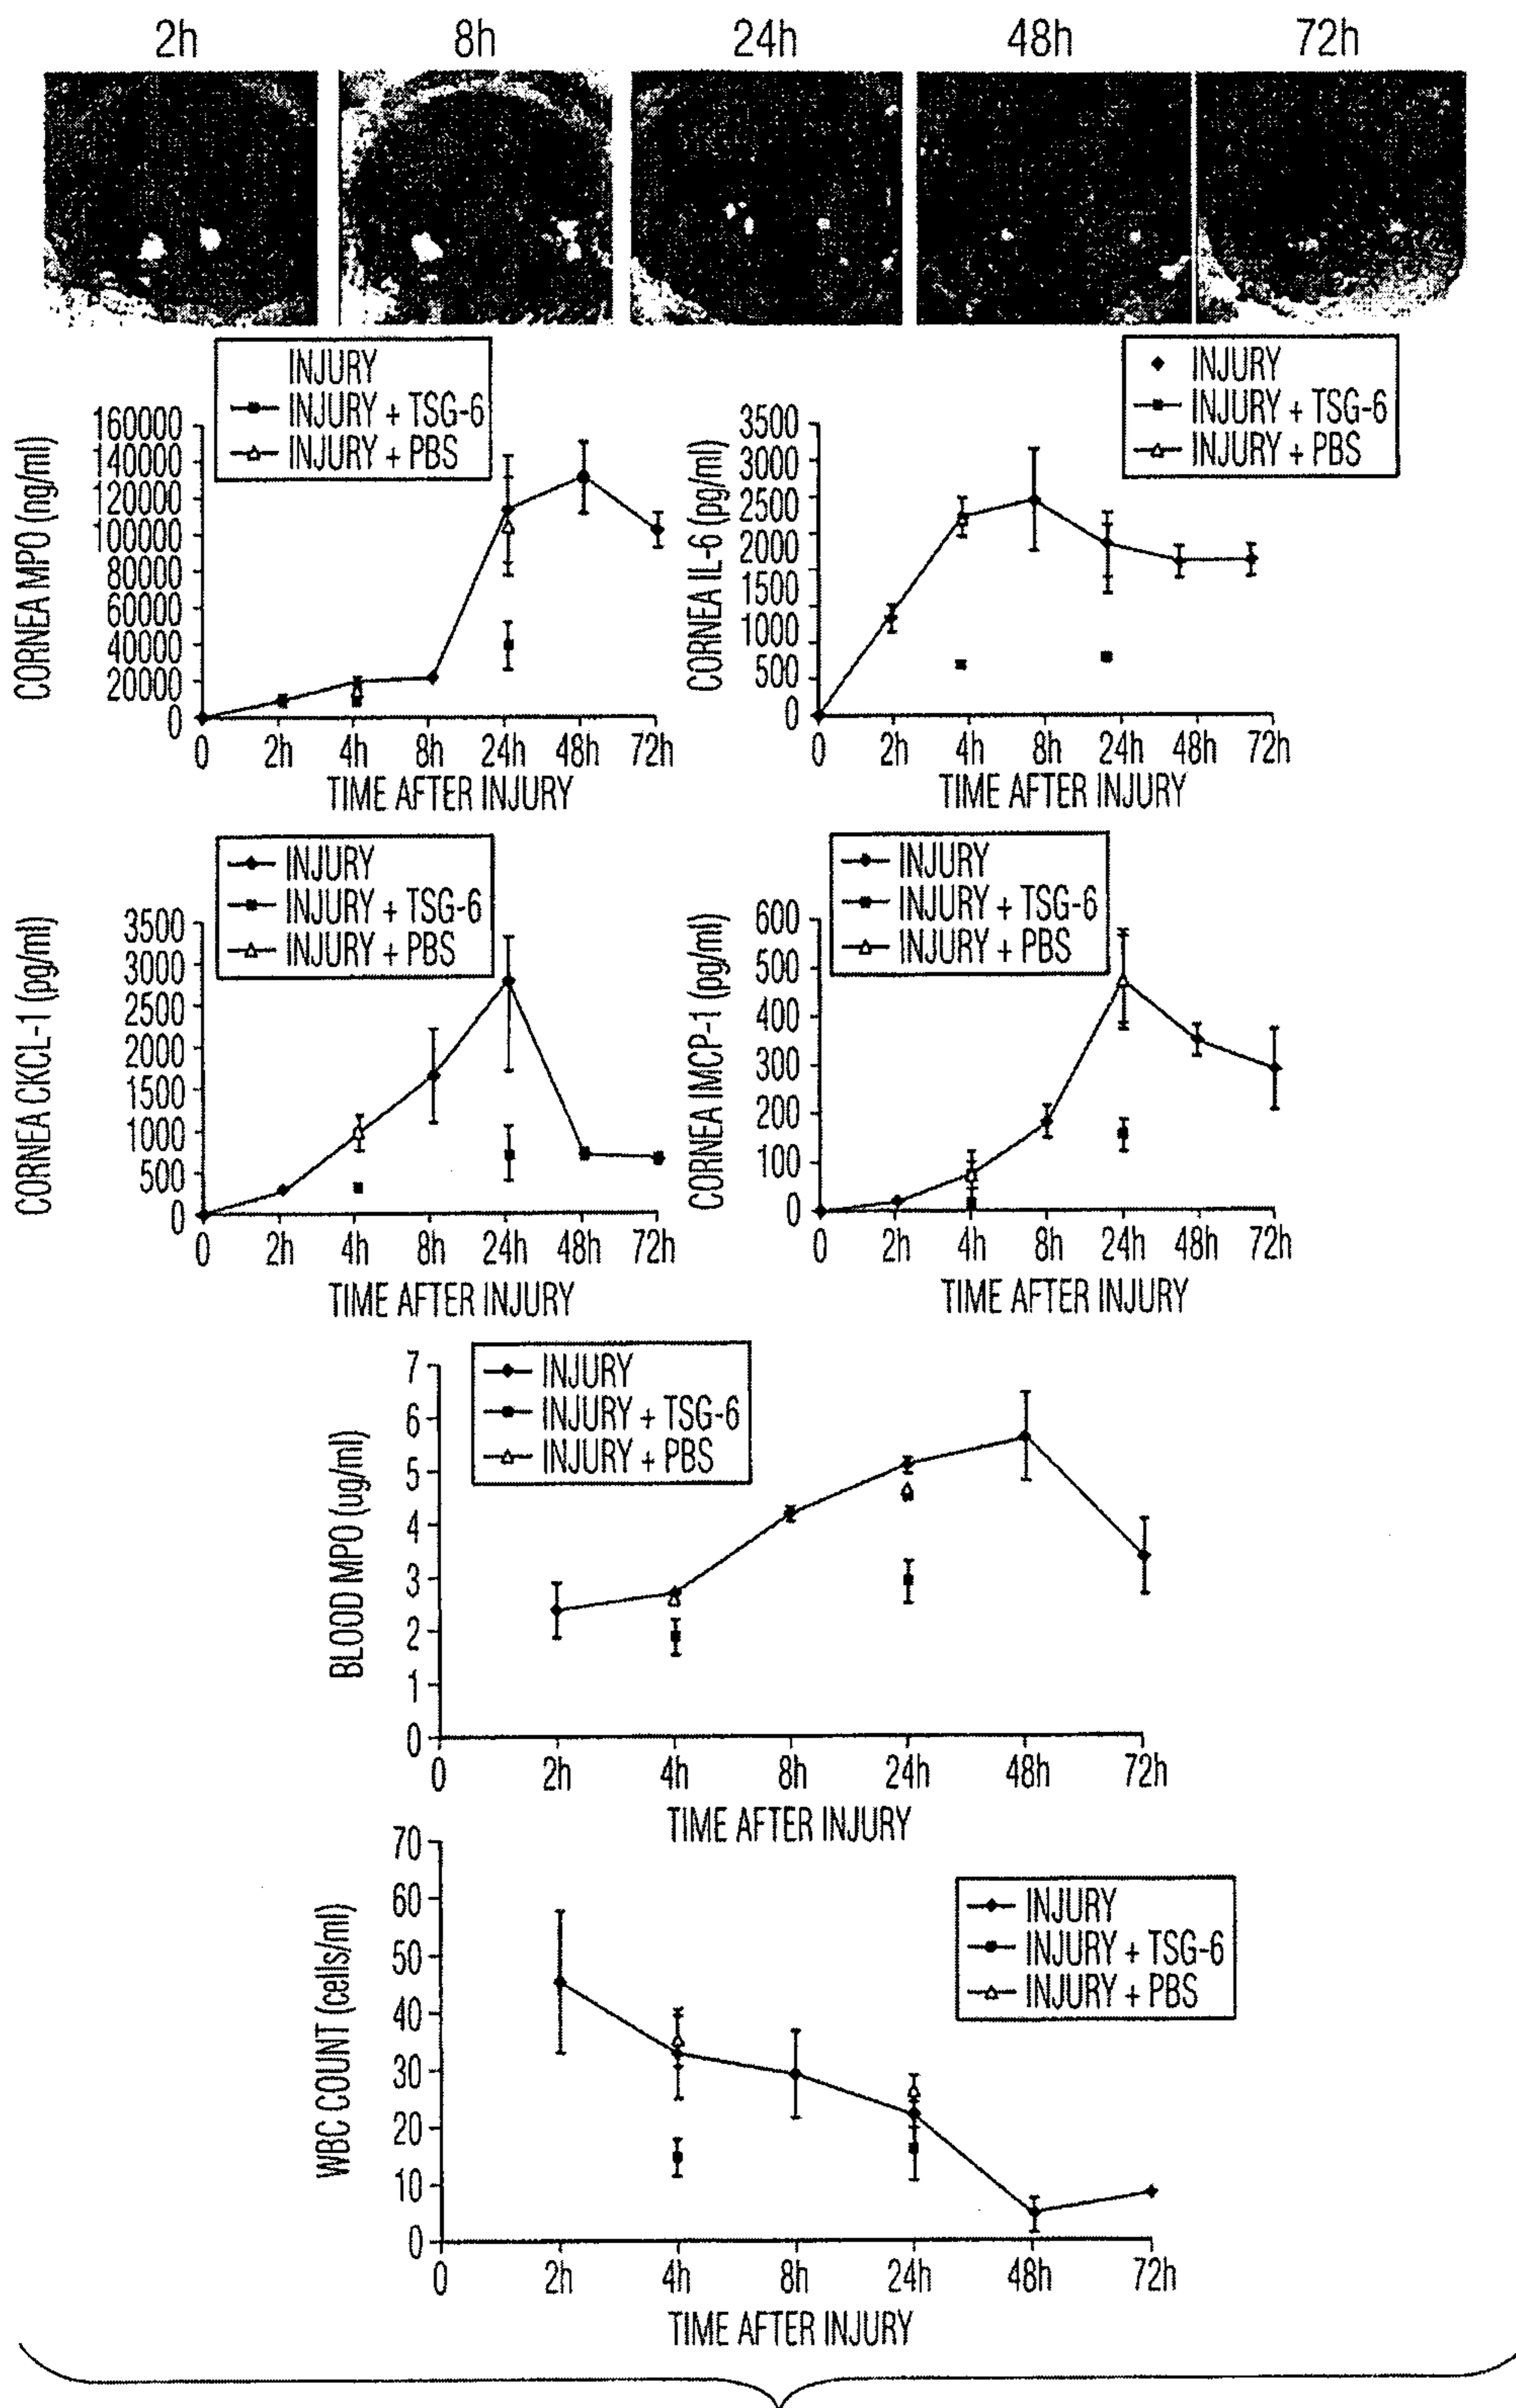 2h 8h 24h 48h 72h
INJURY
INJURY + TSG-6
INJURY + PBS
CORNEA MPO (ng/ml)
160000
140000
120000
100000
80000
60000
40000
20000
0
0 2h 4h 8h 24h 48h 72h
TIME AFTER INJURY
INJURY
INJURY + TSG-6
INJURY + PBS
CORNEA IL-6 (pg/ml)
3500
3000
2500
2000
1500
1000
500
0
0 2h 4h 8h 24h 48h 72h
TIME AFTER INJURY
INJURY
INJURY + TSG-6
INJURY + PBS
CORNEA CKCL-1 (pg/ml)
3500
3000
2500
2000
1500
1000
500
0
0 2h 4h 8h 24h 48h 72h
TIME AFTER INJURY
INJURY
INJURY + TSG-6
INJURY + PBS
CORNEA IMCP-1 (pg/ml)
600
500
400
300
200
100
0
0 2h 4h 8h 24h 48h 72h
TIME AFTER INJURY
INJURY
INJURY + TSG-6
INJURY + PBS
BLOOD MPO (ug/ml)
7
6
5
4
3
2
1
0
0 2h 4h 8h 24h 48h 72h
TIME AFTER INJURY
INJURY
INJURY + TSG-6
INJURY + PBS
WBC COUNT (cells/ml)
70
60
50
40
30
20
10
0
0 2h 4h 8h 24h 48h 72h
TIME AFTER INJURY